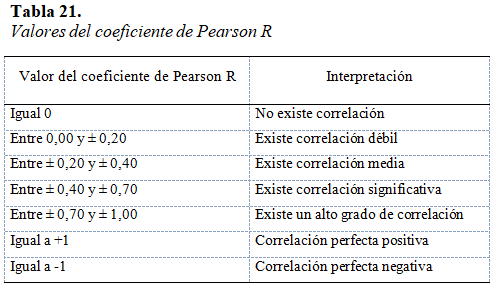 Tabla 21.
Valores del coeficiente de Pearson R
Valor del coeficiente de Pearson R Interpretación
Igual 0 No existe correlación
Entre 0,00 y ± 0,20 Existe correlación débil
Entre ± 0,20 y ± 0,40 Existe correlación media
Entre ± 0,40 y ± 0,70 Existe correlación significativa
Entre ± 0,70 y ± 1,00 Existe un alto grado de correlación
Igual a +1 Correlación perfecta positiva
Igual a -1 Correlación perfecta negativa